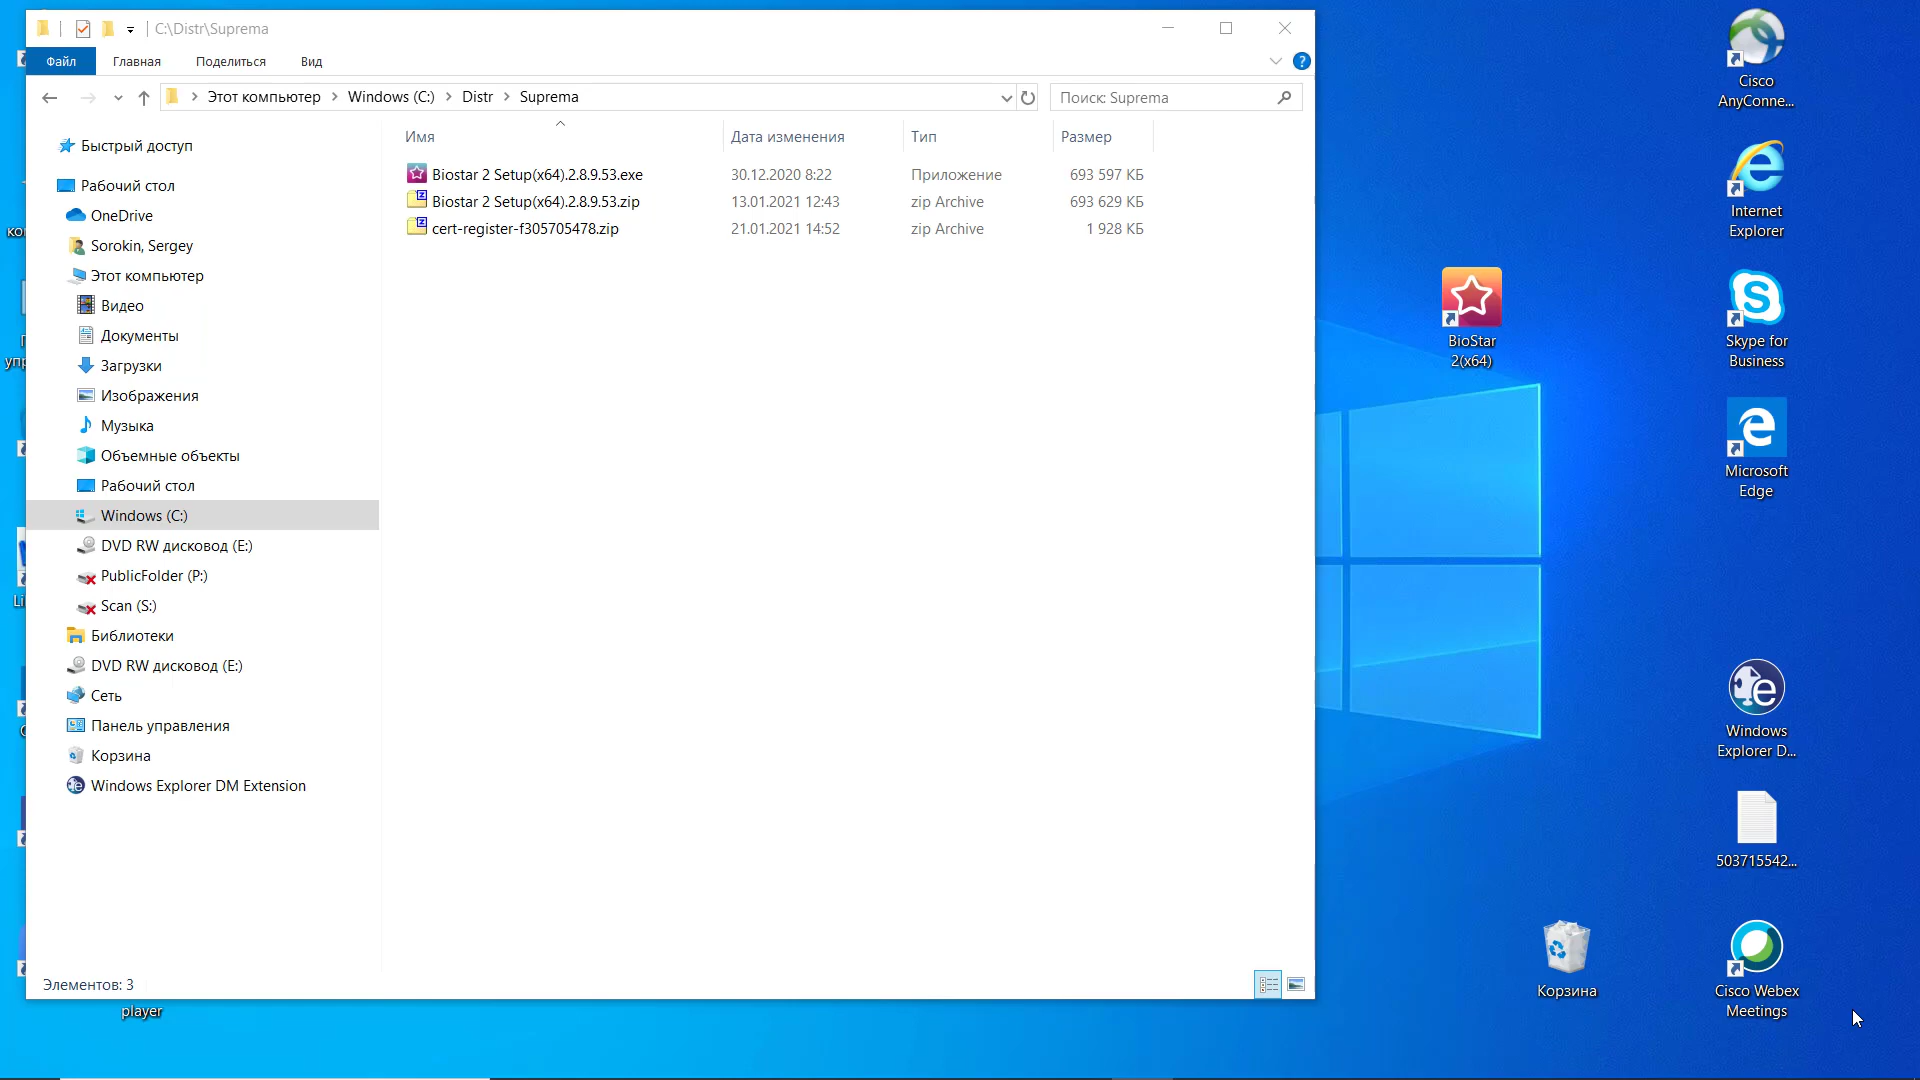 C:\Distr\Suprema
Файл Главная Поделиться Вид
Этот компьютер Windows (C:) Distr Suprema
Поиск: Suprema
Имя Дата изменения Тип Размер
Biostar 2 Setup(x64).2.8.9.53.exe 30.12.2020 8:22 Приложение 693 597 КБ
Biostar 2 Setup(x64).2.8.9.53.zip 13.01.2021 12:43 zip Archive 693 629 КБ
cert-register-f305705478.zip 21.01.2021 14:52 zip Archive 1 928 КБ
Быстрый доступ
Рабочий стол
OneDrive
Sorokin, Sergey
Этот компьютер
Видео
Документы
Загрузки
Изображения
Музыка
Объемные объекты
Рабочий стол
Windows (C:)
DVD RW дисковод (E:)
PublicFolder (P:)
Scan (S:)
Библиотеки
DVD RW дисковод (E:)
Сеть
Панель управления
Корзина
Windows Explorer DM Extension
Элементов: 3
player
BioStar
2(x64)
Корзина
Cisco
AnyConne...
Internet
Explorer
Skype for
Business
Microsoft
Edge
Windows
Explorer D...
503715542...
Cisco Webex
Meetings